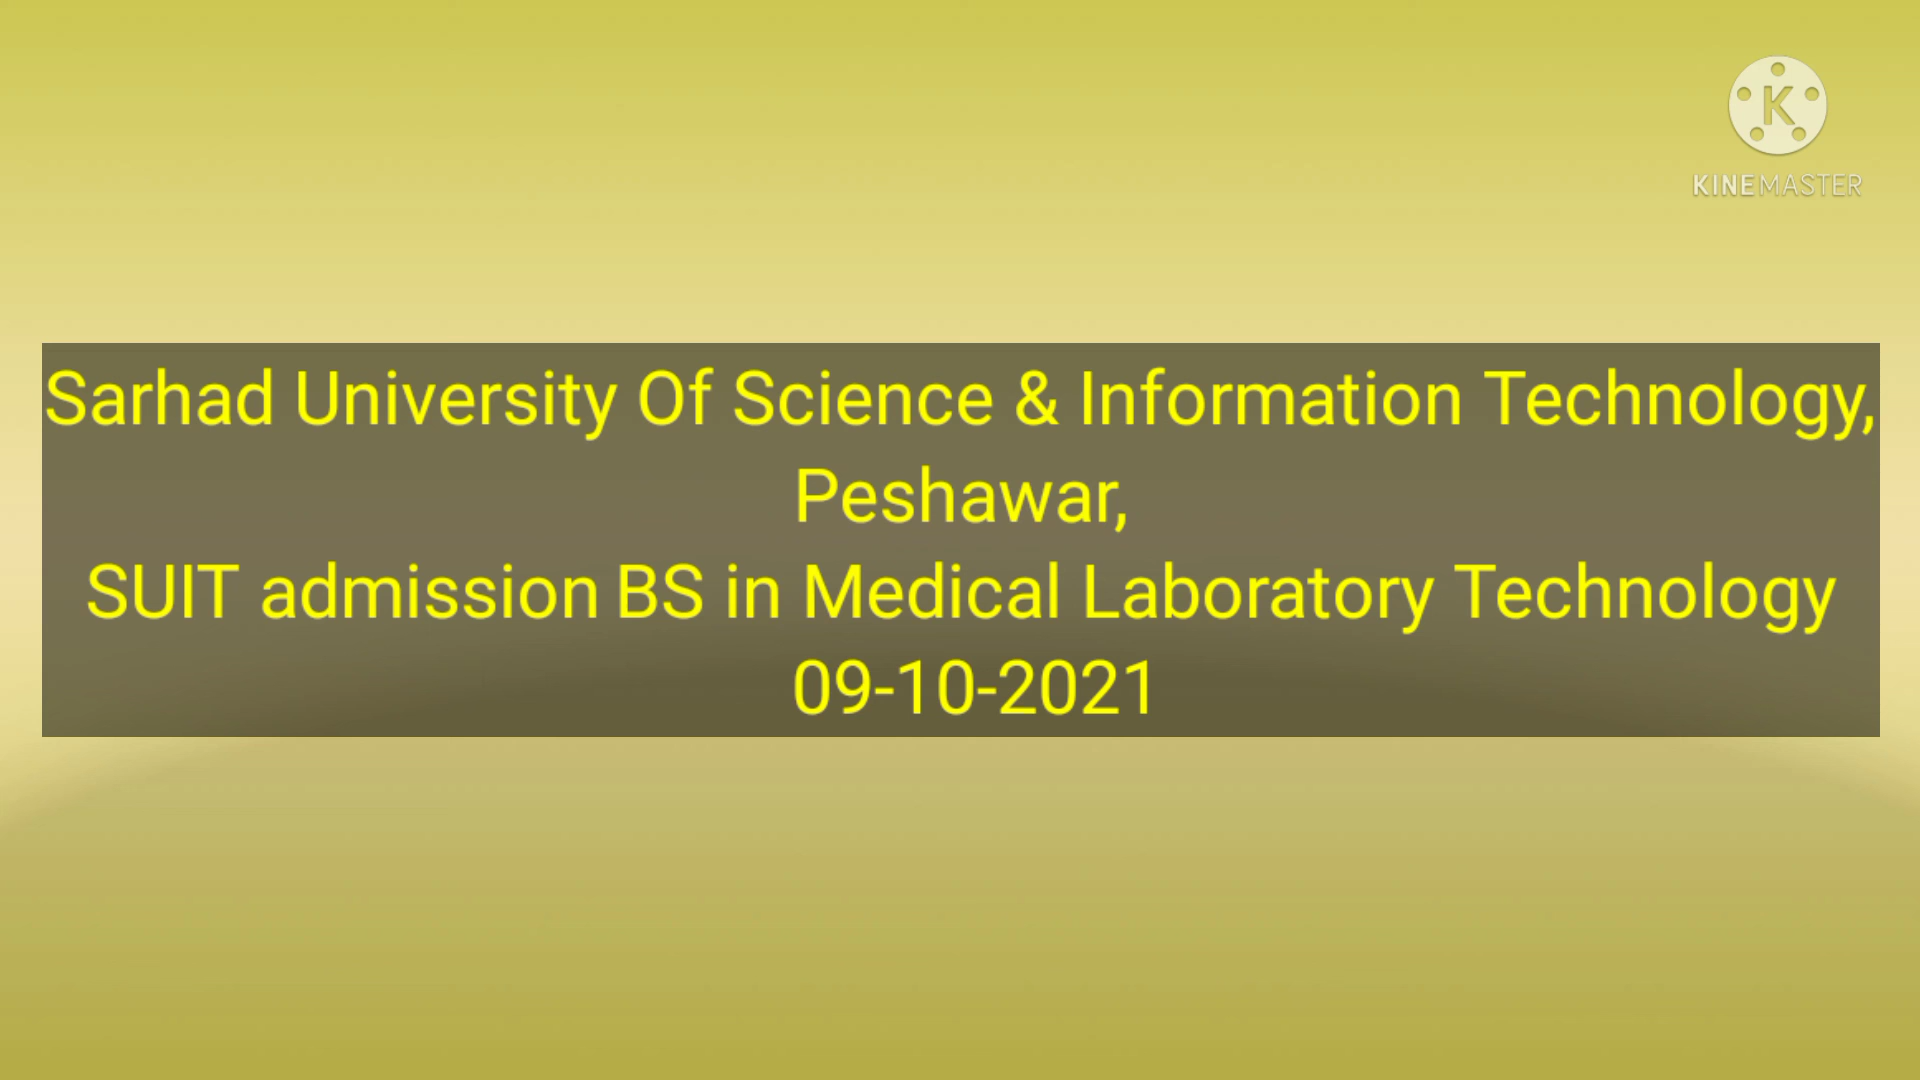 K
KINEMASTER
Sarhad University Of Science & Information Technology,
Peshawar,
SUIT admission BS in Medical Laboratory Technology
09-10-2021